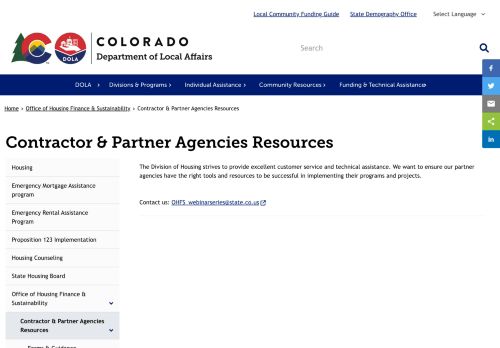 Local Community Funding Guide State Demography Office Select Language
COLORADO
Department of Local Affairs
DOLA
Search
DOLA Divisions & Programs Individual Assistance Community Resources Funding & Technical Assistance
Home Office of Housing Finance & Sustainability Contractor & Partner Agencies Resources
Contractor & Partner Agencies Resources
Housing
Emergency Mortgage Assistance
program
Emergency Rental Assistance
Program
Proposition 123 Implementation
Housing Counseling
State Housing Board
Office of Housing Finance &
Sustainability
Contractor & Partner Agencies
Resources
Forms & Guidance
The Division of Housing strives to provide excellent customer service and technical assistance. We want to ensure our partner
agencies have the right tools and resources to be successful in implementing their programs and projects.
Contact us: OHFS_webinarseries@state.co.us